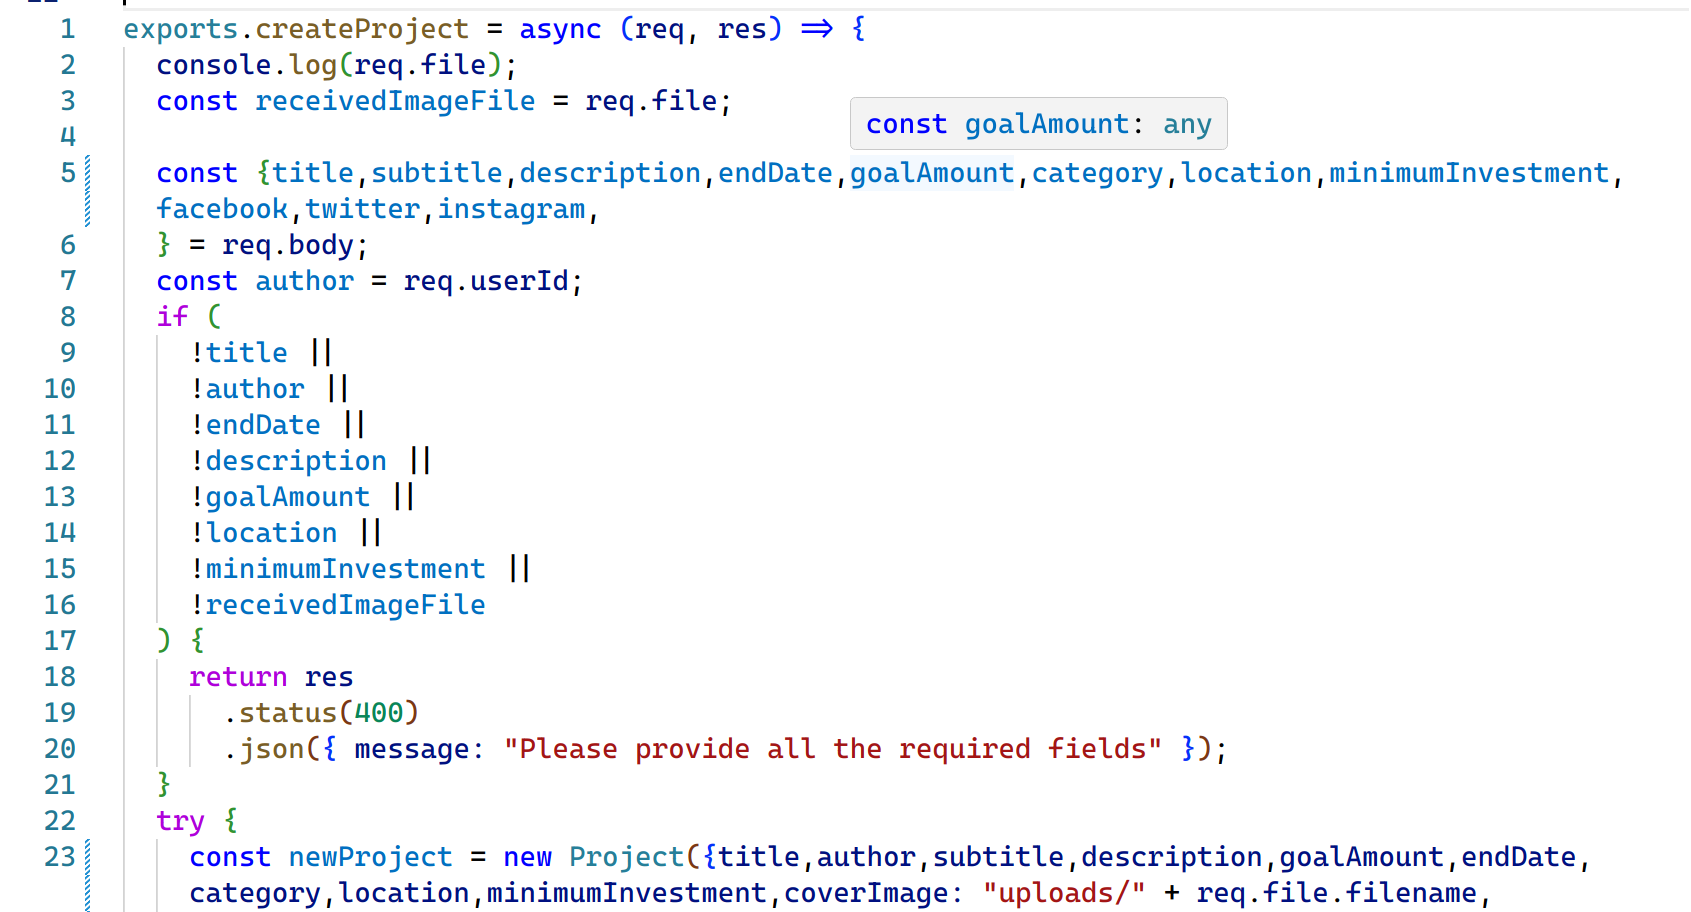 1 exports.createProject = async (req, res) => {
2 console.log(req.file);
3 const receivedImageFile = req.file;
const goalAmount: any
4
5 const {title,subtitle,description,endDate,goalAmount,category,location,minimumInvestment,
facebook,twitter,instagram,
6 } = req.body;
7 const author = req.userId;
8 if (
9 !title ||
10 !author ||
11 !endDate ||
12 !description ||
13 !goalAmount ||
14 !location ||
15 !minimumInvestment ||
16 !receivedImageFile
17 ) {
18 return res
19 .status(400)
20 .json({ message: "Please provide all the required fields" });
21 }
22 try {
23 const newProject = new Project({title,author,subtitle,description,goalAmount,endDate,
category,location,minimumInvestment,coverImage: "uploads/" + req.file.filename,